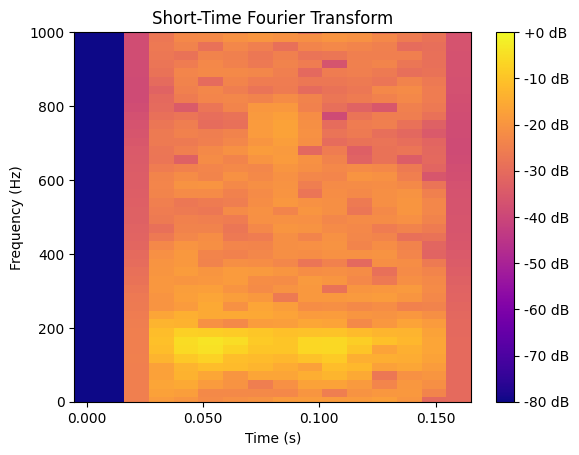 Short-Time Fourier Transform
1000
800
600
400
200
0
Frequency (Hz)
0.000
0.050
0.100
0.150
Time (s)
+0 dB
-10 dB
-20 dB
-30 dB
-40 dB
-50 dB
-60 dB
-70 dB
-80 dB